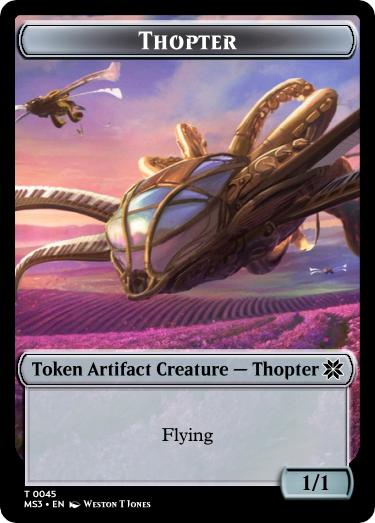 Thopter
Token Artifact Creature — Thopter
Flying
1/1
T 0045
MS3 • EN Weston T Jones